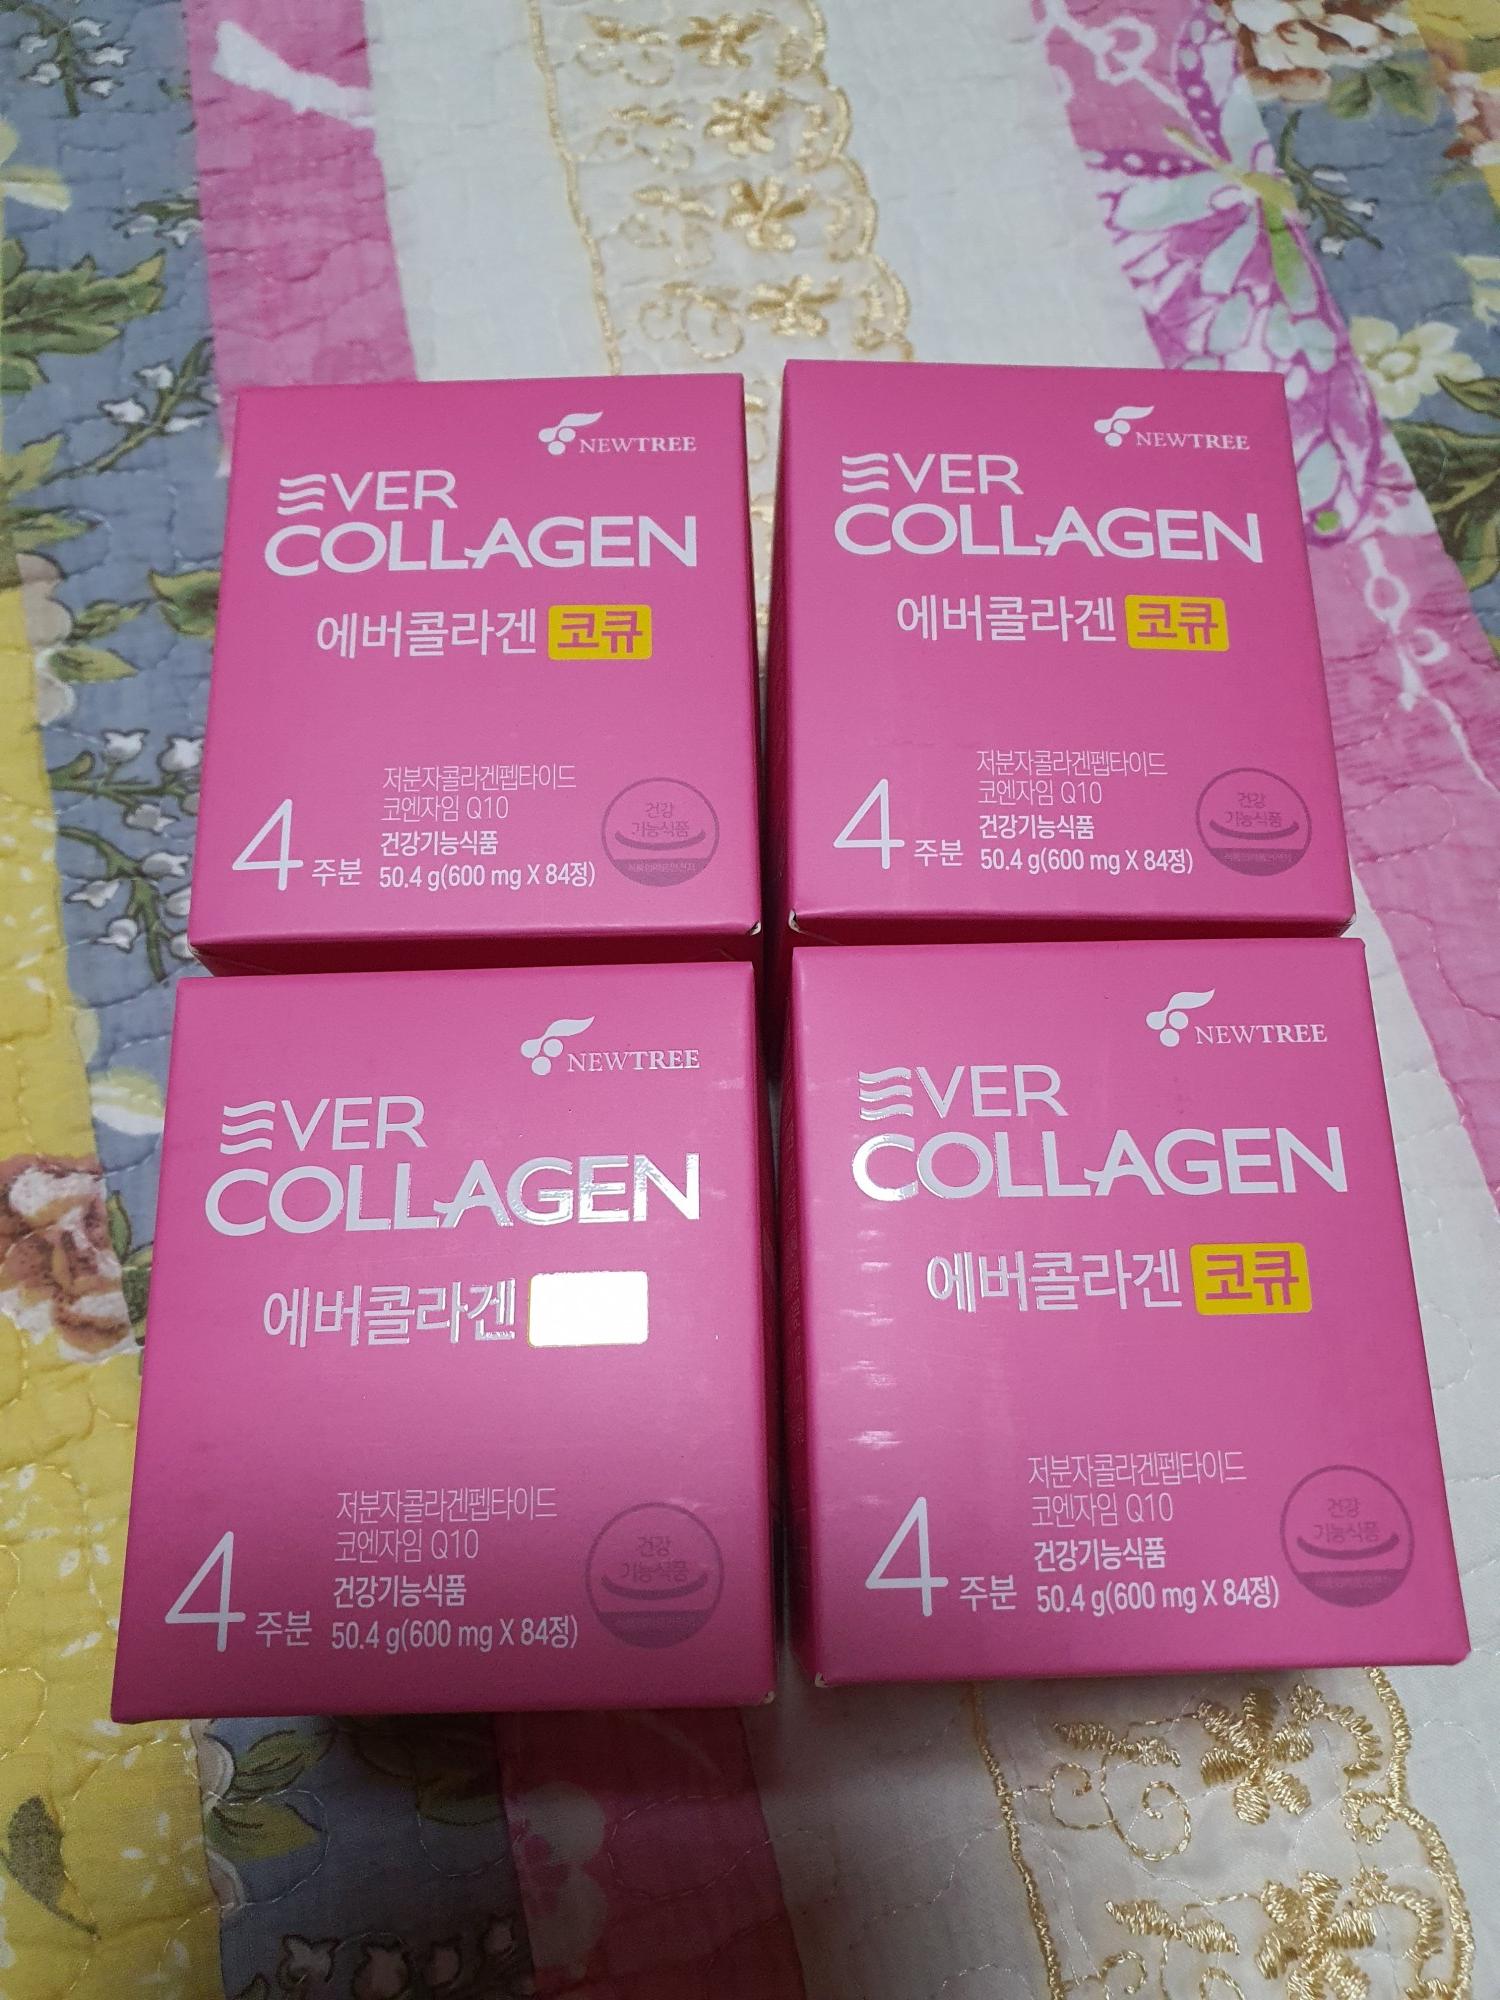 NEWTREE
EVER
COLLAGEN
에버콜라겐 코큐
저분자콜라겐펩타이드
코엔자임 Q10
건강기능식품
4 주분 50.4 g(600 mg X 84정)
건강
기능식품
NEWTREE
EVER
COLLAGEN
에버콜라겐 코큐
저분자콜라겐펩타이드
코엔자임 Q10
건강기능식품
4 주분 50.4 g(600 mg X 84정)
건강
기능식품
NEWTREE
EVER
COLLAGEN
에버콜라겐
저분자콜라겐펩타이드
코엔자임 Q10
건강기능식품
4 주분 50.4 g(600 mg X 84정)
건강
기능식품
NEWTREE
EVER
COLLAGEN
에버콜라겐 코큐
저분자콜라겐펩타이드
코엔자임 Q10
건강기능식품
4 주분 50.4 g(600 mg X 84정)
건강
기능식품